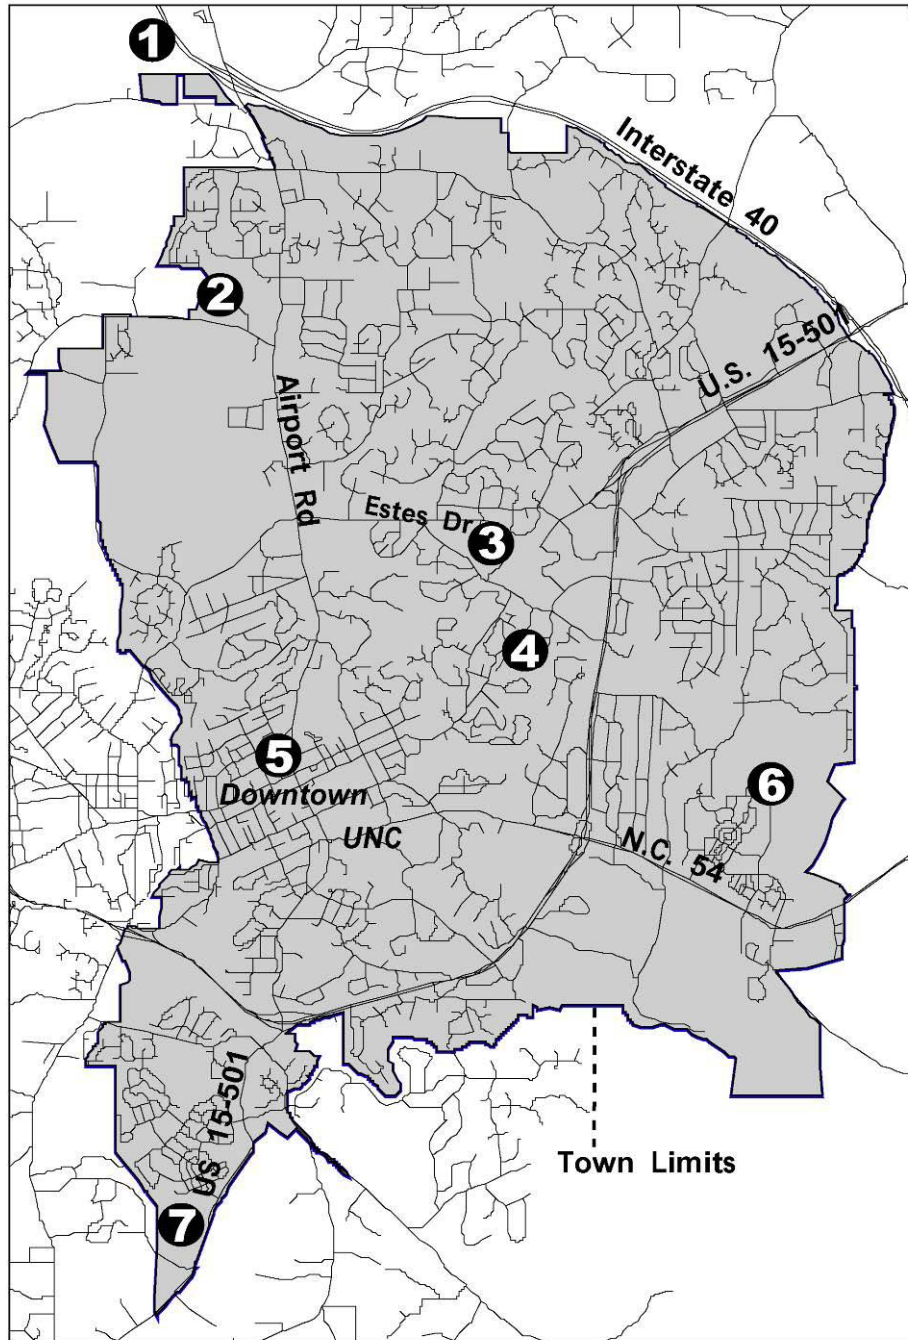 1
Interstate 40
2
U.S. 15-501
Airport Rd
Estes Dr
3
4
5
6
Downtown
UNC
N.C. 54
US 15-501
Town Limits
7